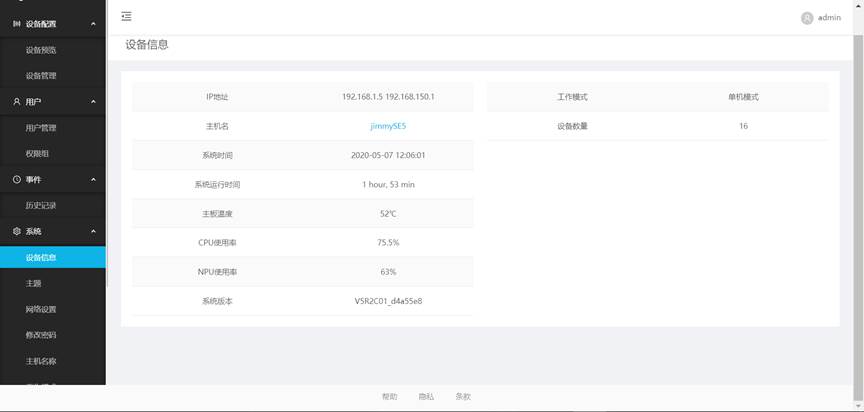 设备配置
设备预览
设备管理
用户
用户管理
权限组
事件
历史记录
系统
设备信息
主题
网络设置
修改密码
主机名称
admin
设备信息
IP地址 192.168.1.5 192.168.150.1
主机名 jimmySE5
系统时间 2020-05-07 12:06:01
系统运行时间 1 hour, 53 min
主板温度 52℃
CPU使用率 75.5%
NPU使用率 63%
系统版本 VSR2C01_d4a55e8
工作模式 单机模式
设备数量 16
帮助 隐私 条款